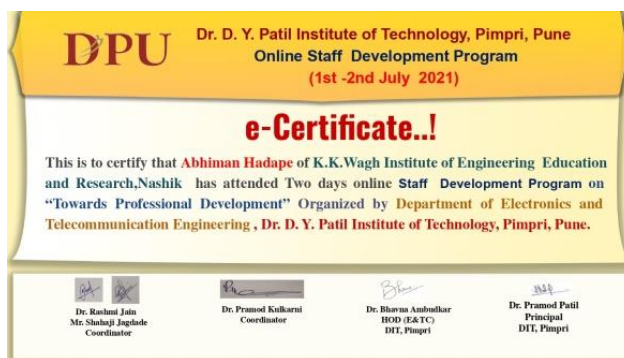 DPU
Dr. D. Y. Patil Institute of Technology, Pimpri, Pune
Online Staff Development Program
(1st -2nd July 2021)
e-Certificate..!
This is to certify that Abhiman Hadape of K.K.Wagh Institute of Engineering Education
and Research,Nashik has attended Two days online Staff Development Program on
“Towards Professional Development” Organized by Department of Electronics and
Telecommunication Engineering , Dr. D. Y. Patil Institute of Technology, Pimpri, Pune.
Dr. Rashmi Jain
Mr. Shahaji Jagdade
Coordinator
Dr. Pramod Kulkarni
Coordinator
Dr. Bhavna Ambudkar
HOD (E&TC)
DIT, Pimpri
Dr. Pramod Patil
Principal
DIT, Pimpri